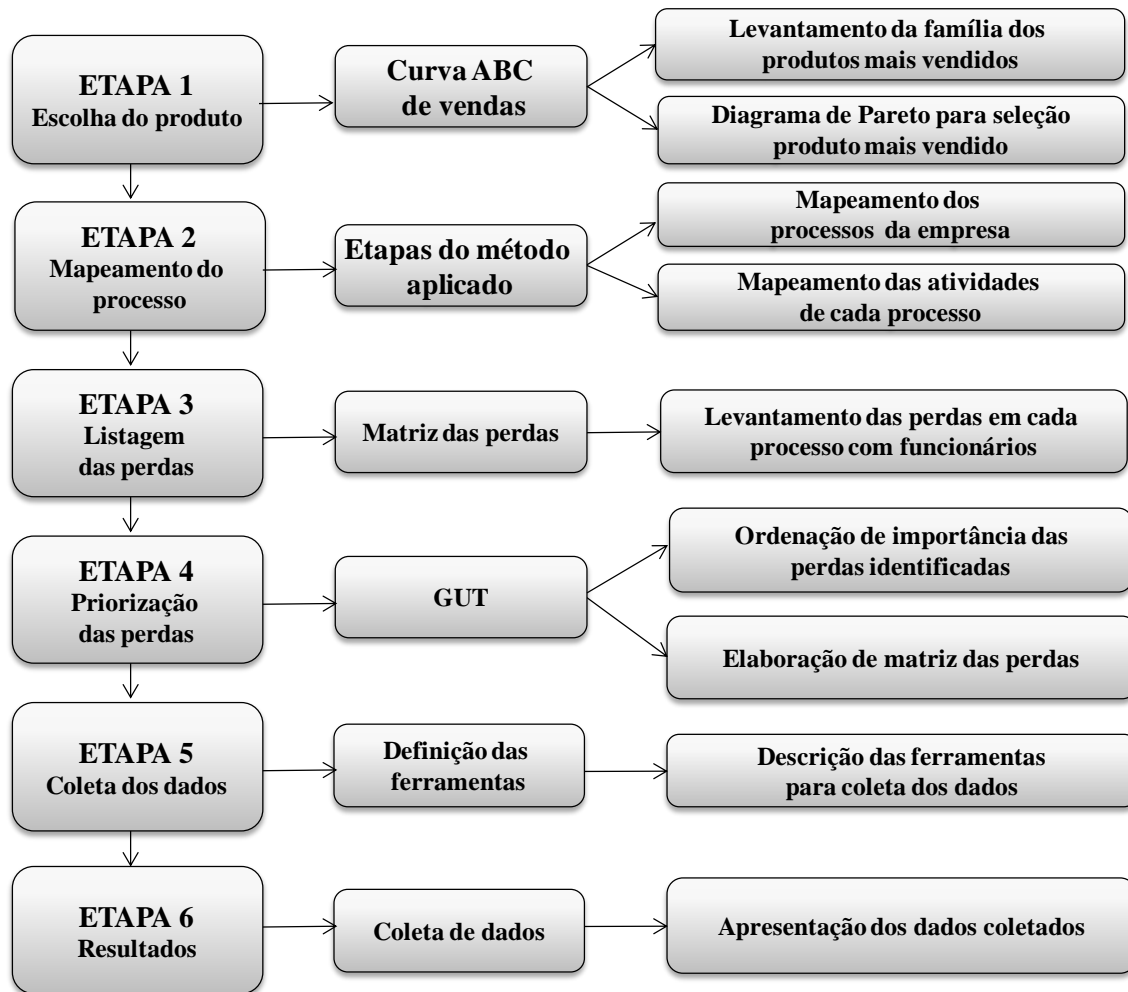 ETAPA 1
Escolha do produto
Curva ABC
de vendas
Levantamento da família dos
produtos mais vendidos
Diagrama de Pareto para seleção
produto mais vendido
ETAPA 2
Mapeamento do
processo
Etapas do método
aplicado
Mapeamento dos
processos da empresa
Mapeamento das atividades
de cada processo
ETAPA 3
Listagem
das perdas
Matriz das perdas
Levantamento das perdas em cada
processo com funcionários
ETAPA 4
Priorização
das perdas
GUT
Ordenação de importância das
perdas identificadas
Elaboração de matriz das perdas
ETAPA 5
Coleta dos dados
Definição das
ferramentas
Descrição das ferramentas
para coleta dos dados
ETAPA 6
Resultados
Coleta de dados
Apresentação dos dados coletados